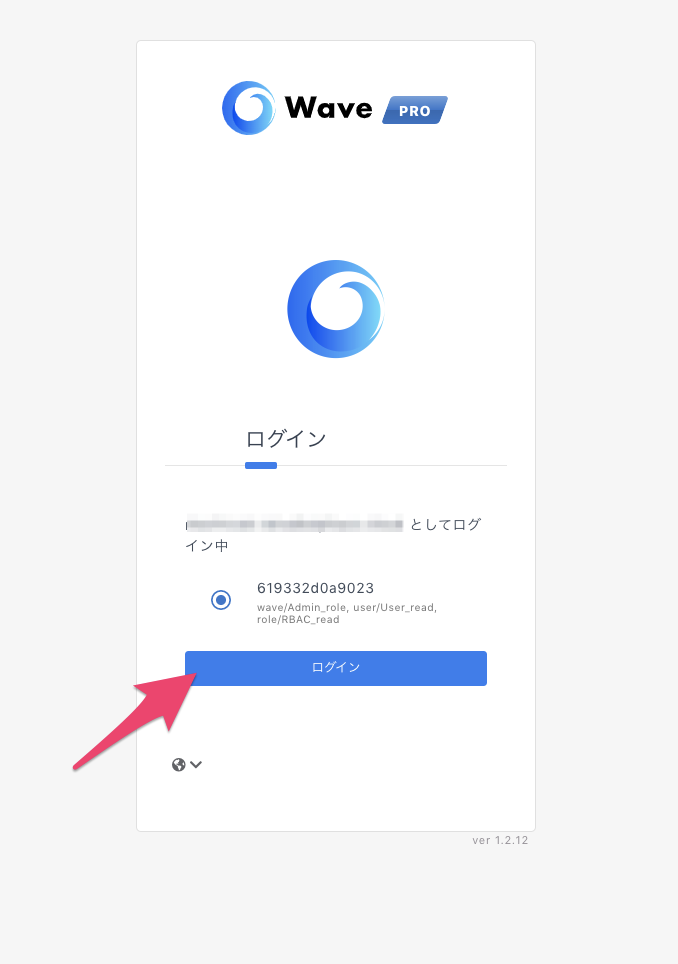 Wave PRO
ログイン
としてログ
イン中
619332d0a9023
wave/Admin_role, user/User_read,
role/RBAC_read
ログイン
ver 1.2.12